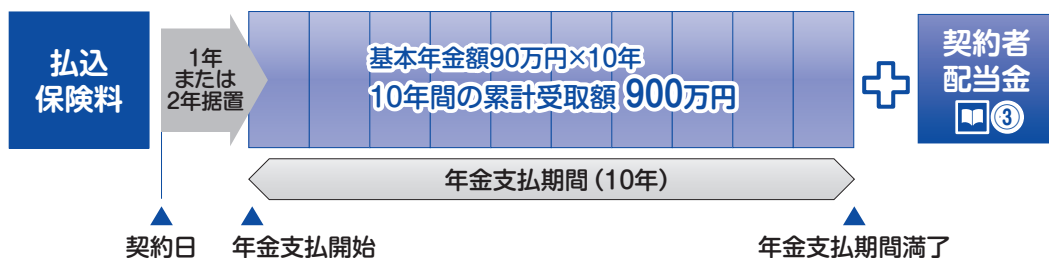 払込
保険料
1年
または
2年据置
基本年金額90万円×10年
10年間の累計受取額 900万円
契約者
配当金
3
年金支払期間(10年)
契約日
年金支払開始
年金支払期間満了